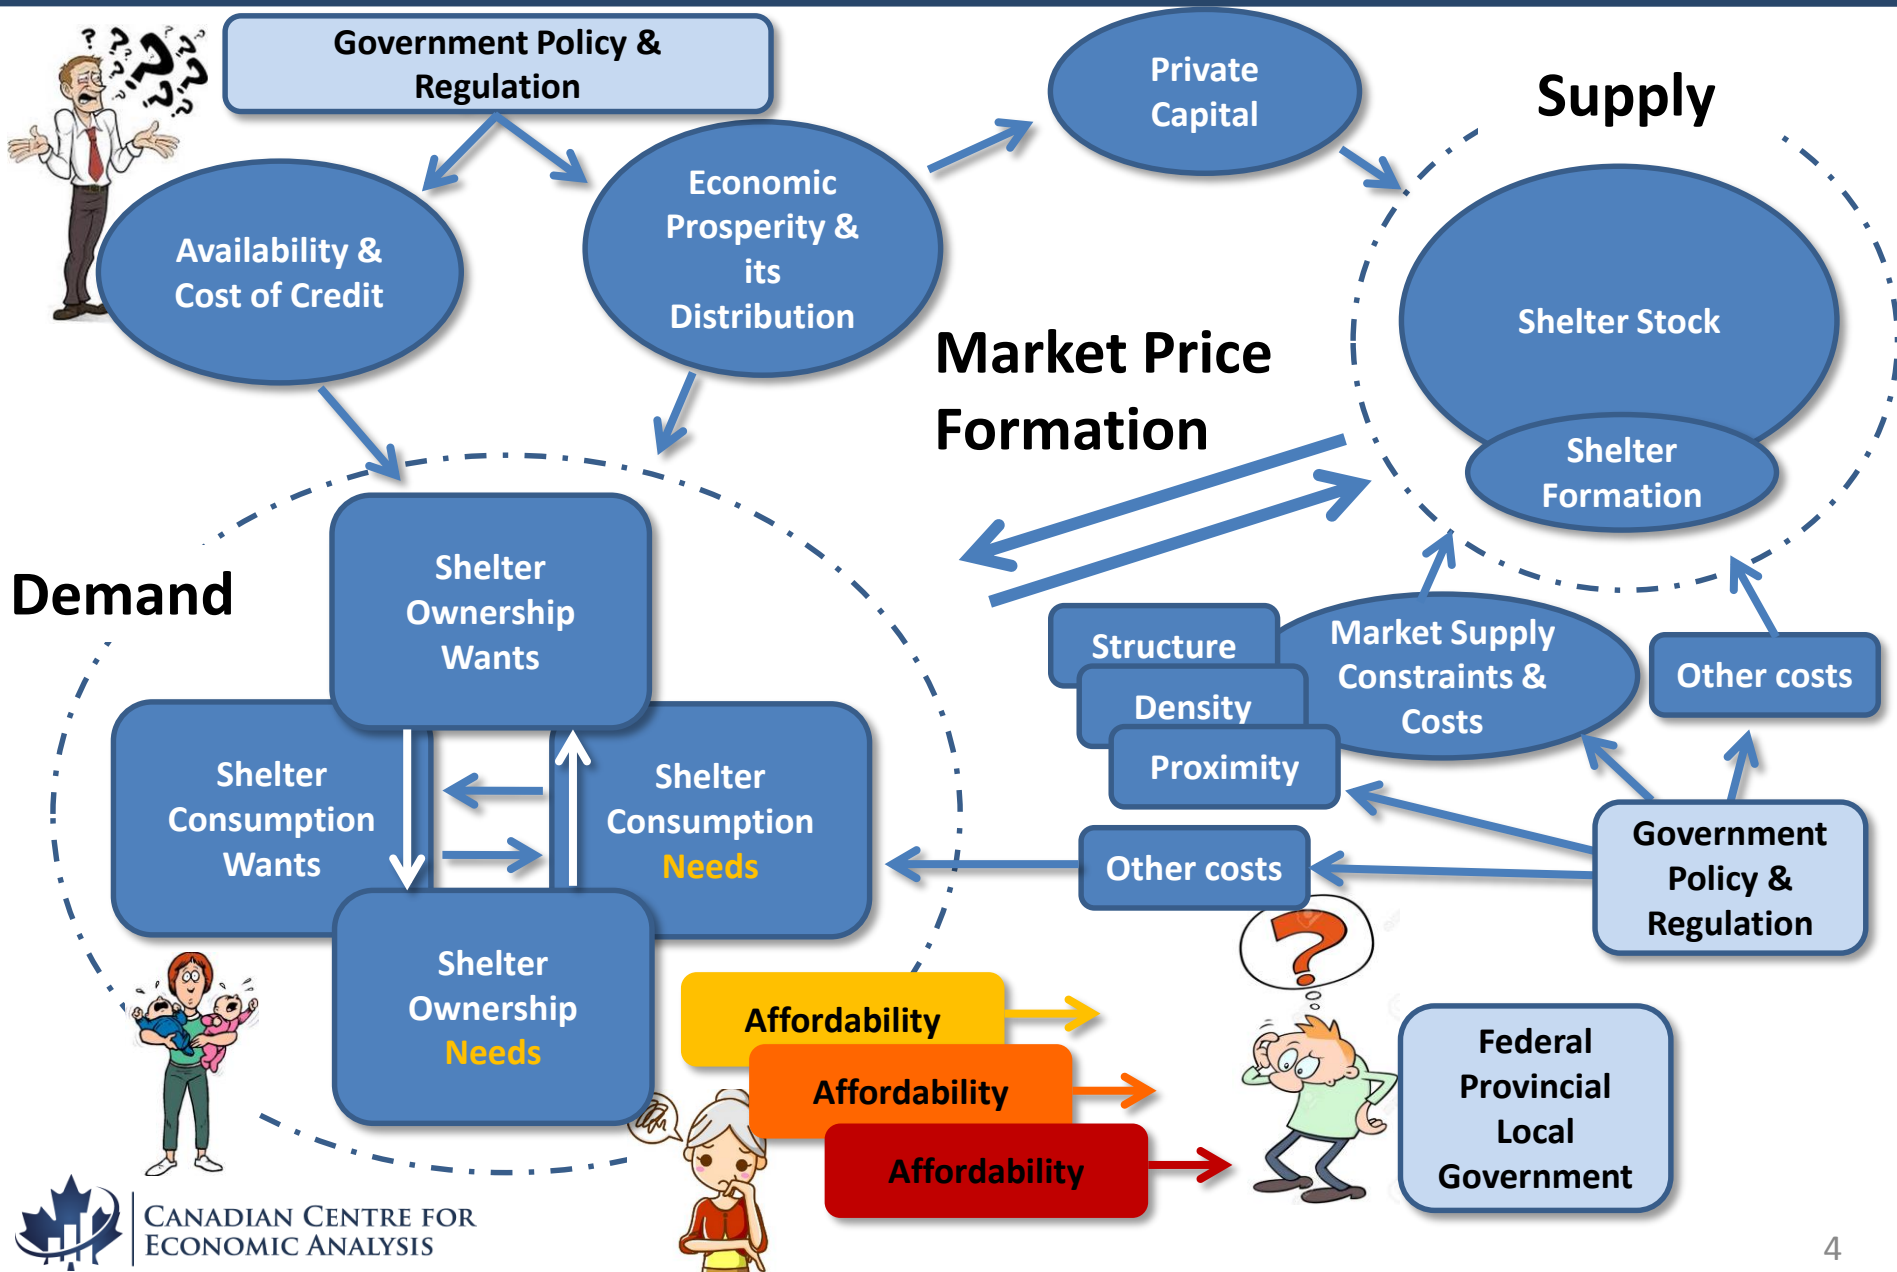 Government Policy &
Regulation
Private
Capital
Supply
Economic
Prosperity &
its
Distribution
Availability &
Cost of Credit
Shelter Stock
Market Price
Formation
Shelter
Formation
Demand
Shelter
Ownership
Wants
Structure
Density
Proximity
Market Supply
Constraints &
Costs
Other costs
Shelter
Consumption
Wants
Shelter
Consumption
Needs
Other costs
Government
Policy &
Regulation
Shelter
Ownership
Needs
Affordability
Affordability
Affordability
Federal
Provincial
Local
Government
CANADIAN CENTRE FOR
ECONOMIC ANALYSIS
4